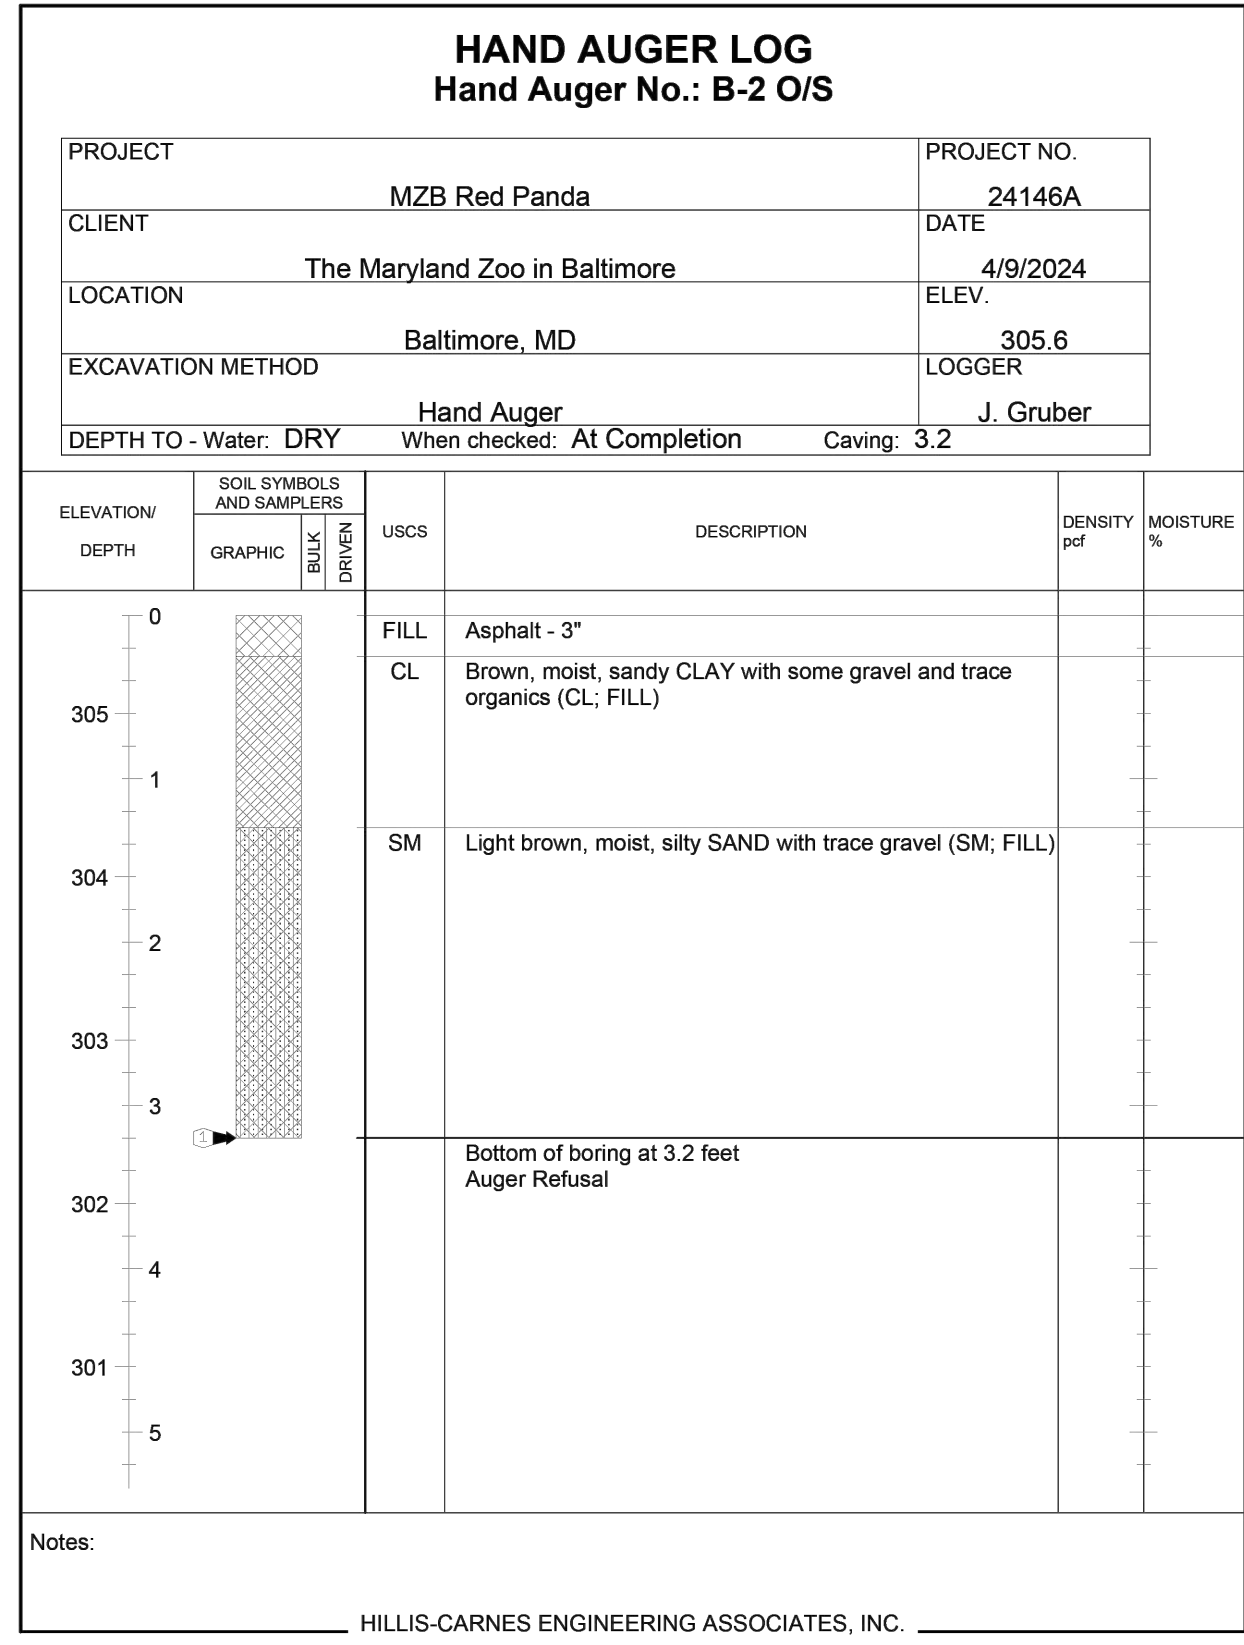 HAND AUGER LOG
Hand Auger No.: B-2 O/S
PROJECT
MZB Red Panda
PROJECT NO.
24146A
CLIENT
The Maryland Zoo in Baltimore
DATE
4/9/2024
LOCATION
Baltimore, MD
ELEV.
305.6
EXCAVATION METHOD
Hand Auger
LOGGER
J. Gruber
DEPTH TO - Water: DRY When checked: At Completion Caving: 3.2
ELEVATION/
DEPTH
SOIL SYMBOLS
AND SAMPLERS
GRAPHIC
BULK
DRIVEN
USCS
DESCRIPTION
DENSITY
pcf
MOISTURE
%
0
FILL Asphalt - 3"
CL Brown, moist, sandy CLAY with some gravel and trace
organics (CL; FILL)
305
1
SM Light brown, moist, silty SAND with trace gravel (SM; FILL)
304
2
303
3
1
Bottom of boring at 3.2 feet
Auger Refusal
302
4
301
5
Notes:
HILLIS-CARNES ENGINEERING ASSOCIATES, INC.